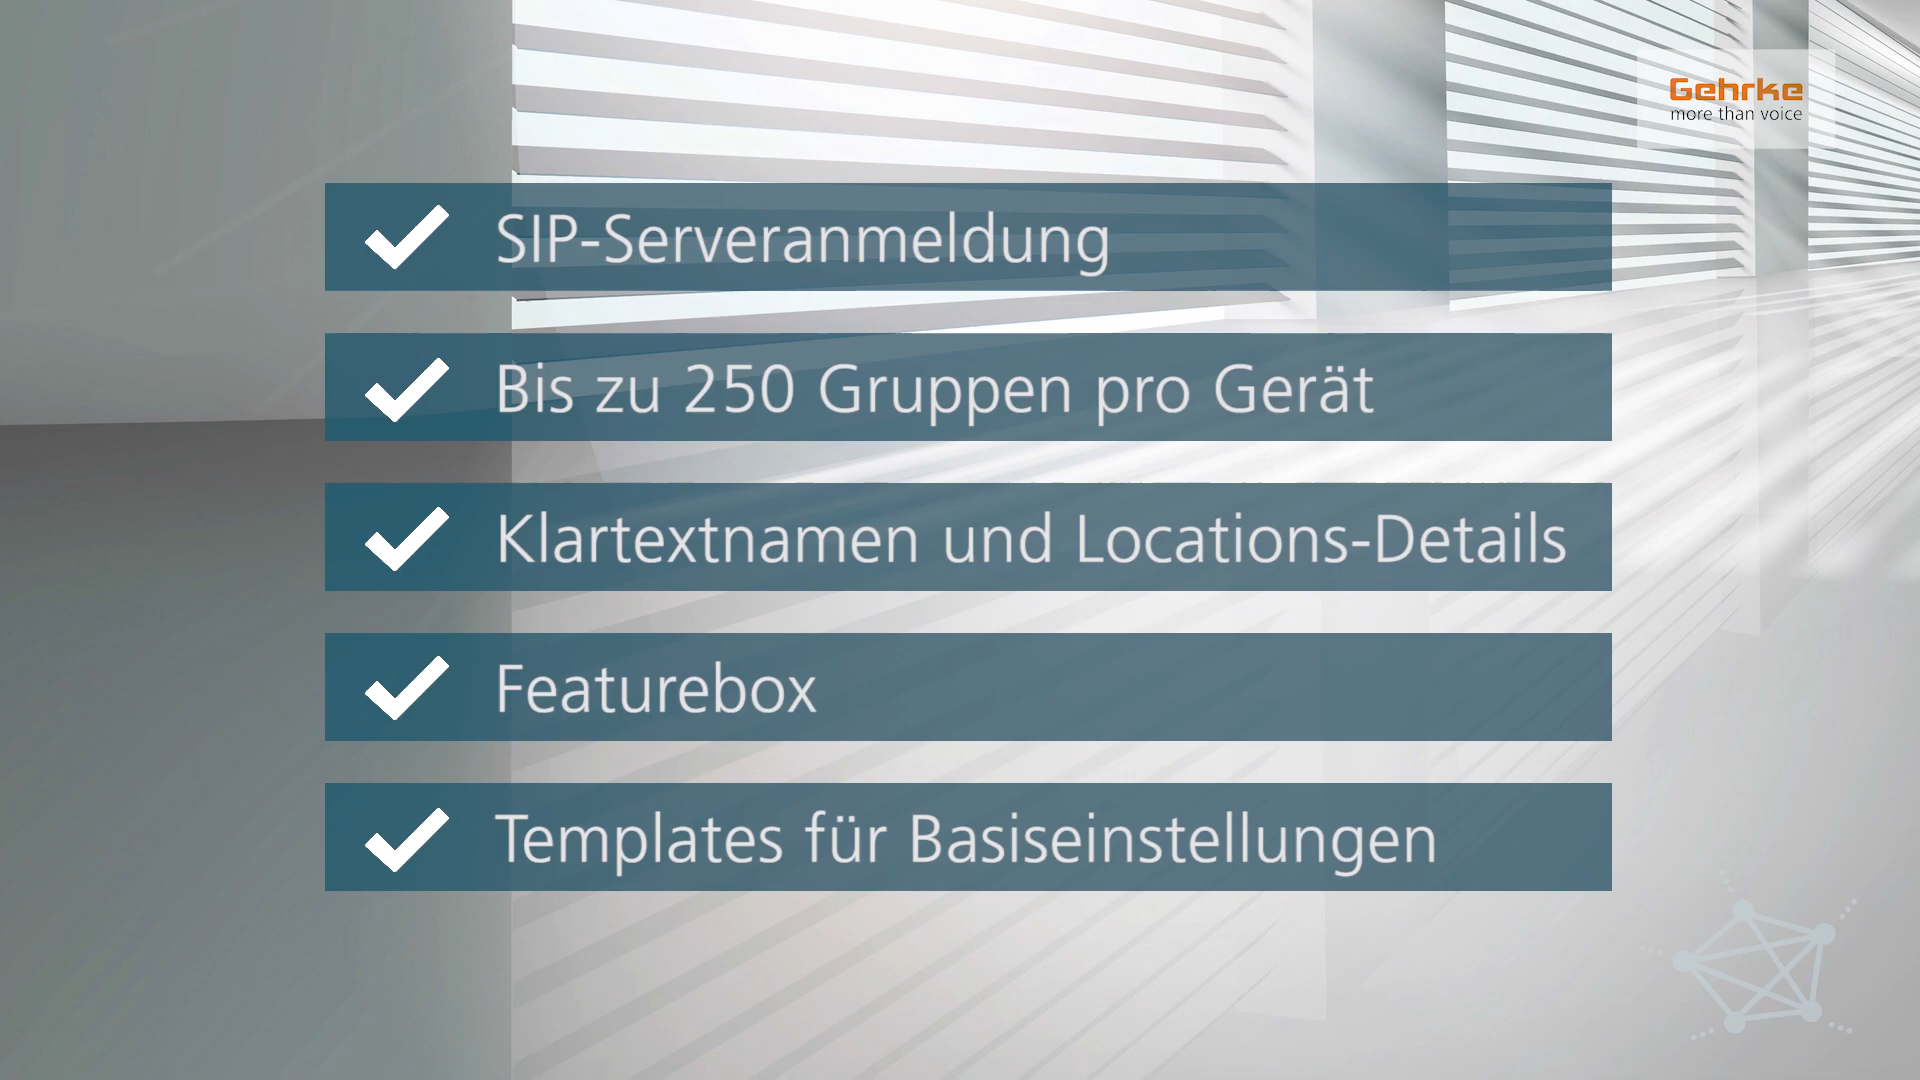 Gehrke
more than voice
SIP-Serveranmeldung
Bis zu 250 Gruppen pro Gerät
Klartextnamen und Locations-Details
Featurebox
Templates für Basiseinstellungen